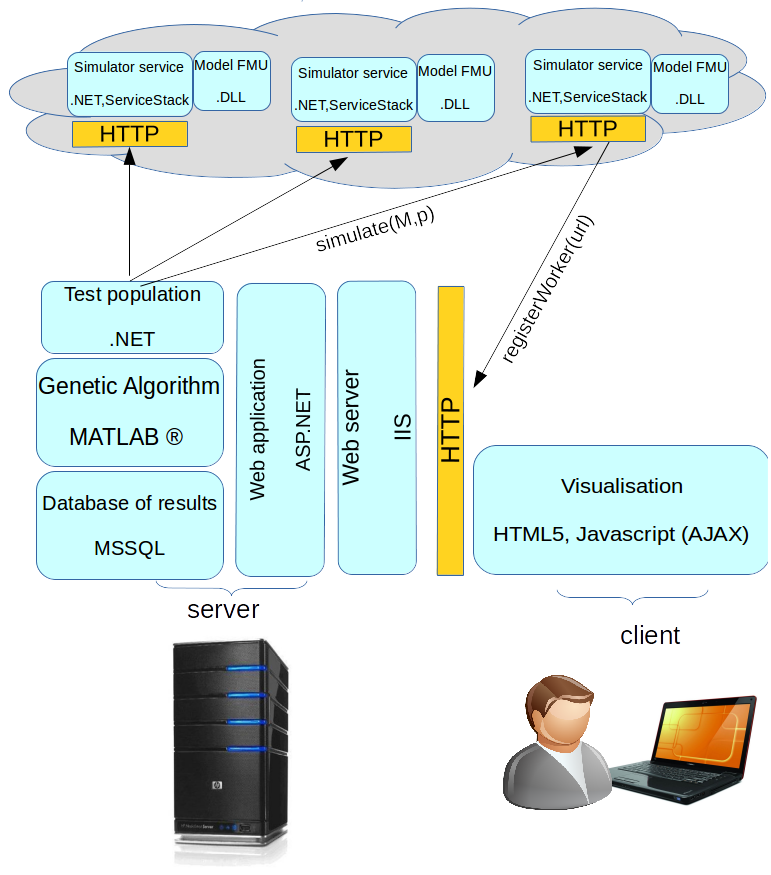 Simulator service
.NET,ServiceStack
Model FMU
.DLL
HTTP
Simulator service
.NET,ServiceStack
Model FMU
.DLL
HTTP
Simulator service
.NET,ServiceStack
Model FMU
.DLL
HTTP
simulate(M,p)
registerWorker(url)
Test population
.NET
Genetic Algorithm
MATLAB ®
Database of results
MSSQL
Web application
ASP.NET
Web server
IIS
HTTP
Visualisation
HTML5, Javascript (AJAX)
server
client
hp